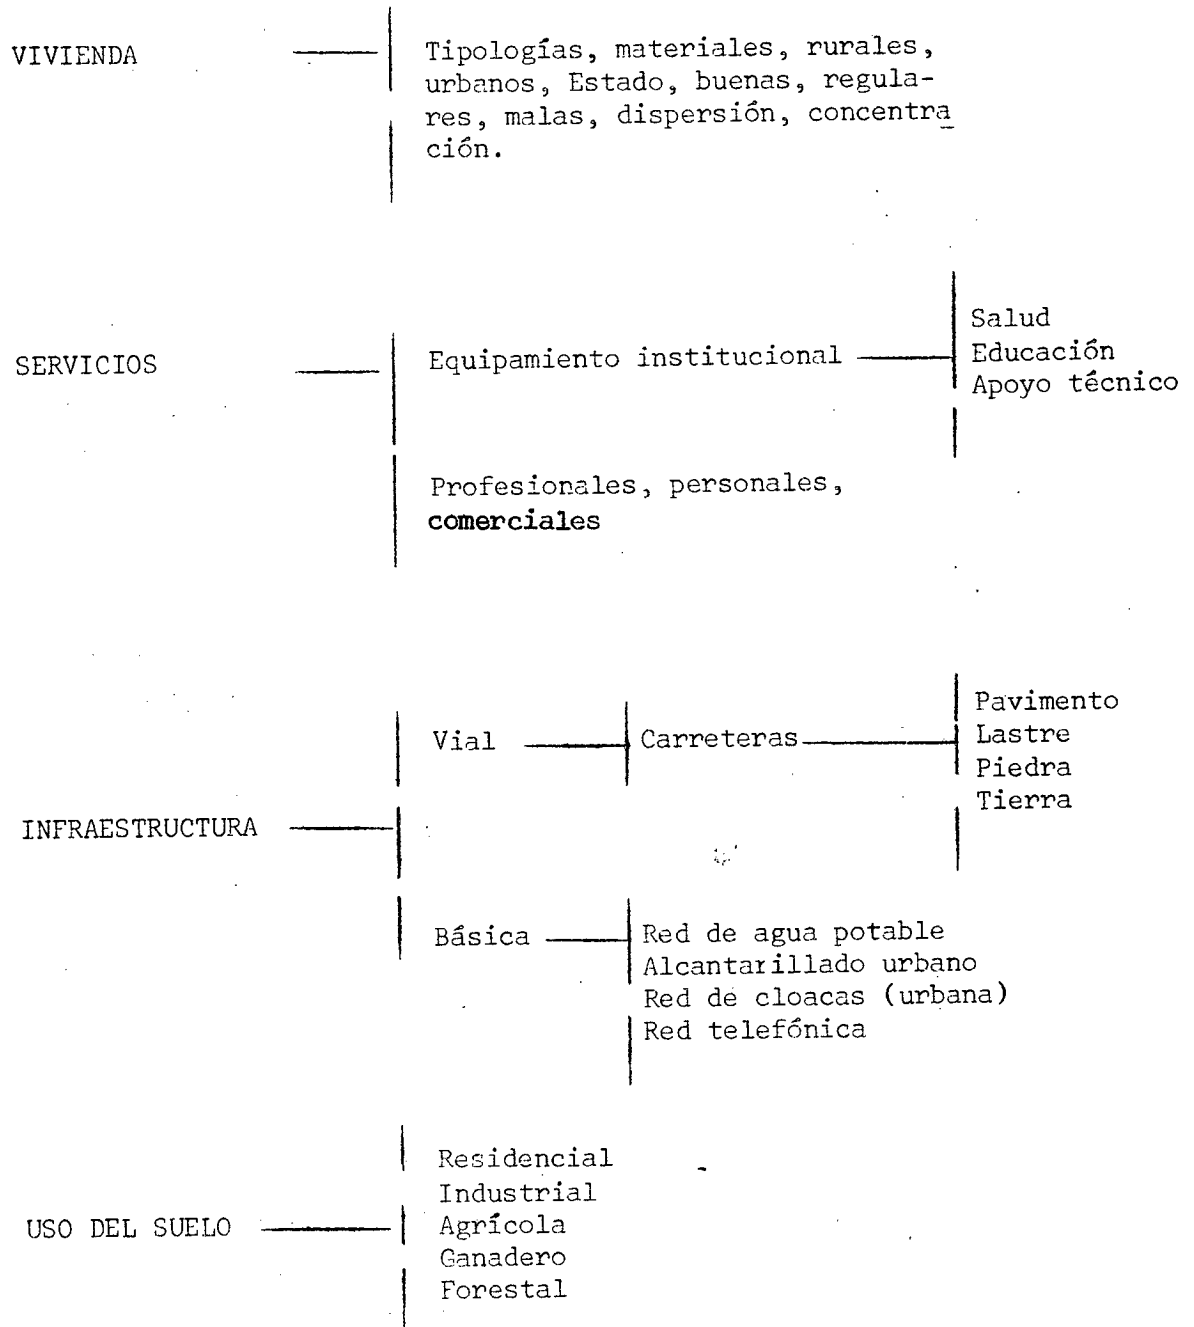 VIVIENDA
Tipologías, materiales, rurales,
urbanos, Estado, buenas, regula-
res, malas, dispersión, concentra
ción.
SERVICIOS
Equipamiento institucional
Salud
Educación
Apoyo técnico
Profesionales, personales,
comerciales
INFRAESTRUCTURA
Vial
Carreteras
Pavimento
Lastre
Piedra
Tierra
Básica
Red de agua potable
Alcantarillado urbano
Red de cloacas (urbana)
Red telefónica
USO DEL SUELO
Residencial
Industrial
Agrícola
Ganadero
Forestal